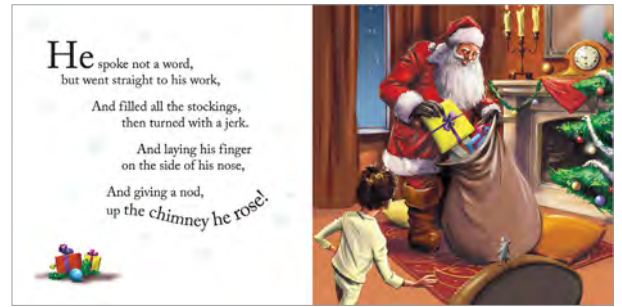 He spoke not a word,
but went straight to his work,
And filled all the stockings,
then turned with a jerk.
And laying his finger
on the side of his nose,
And giving a nod,
up the chimney he rose!